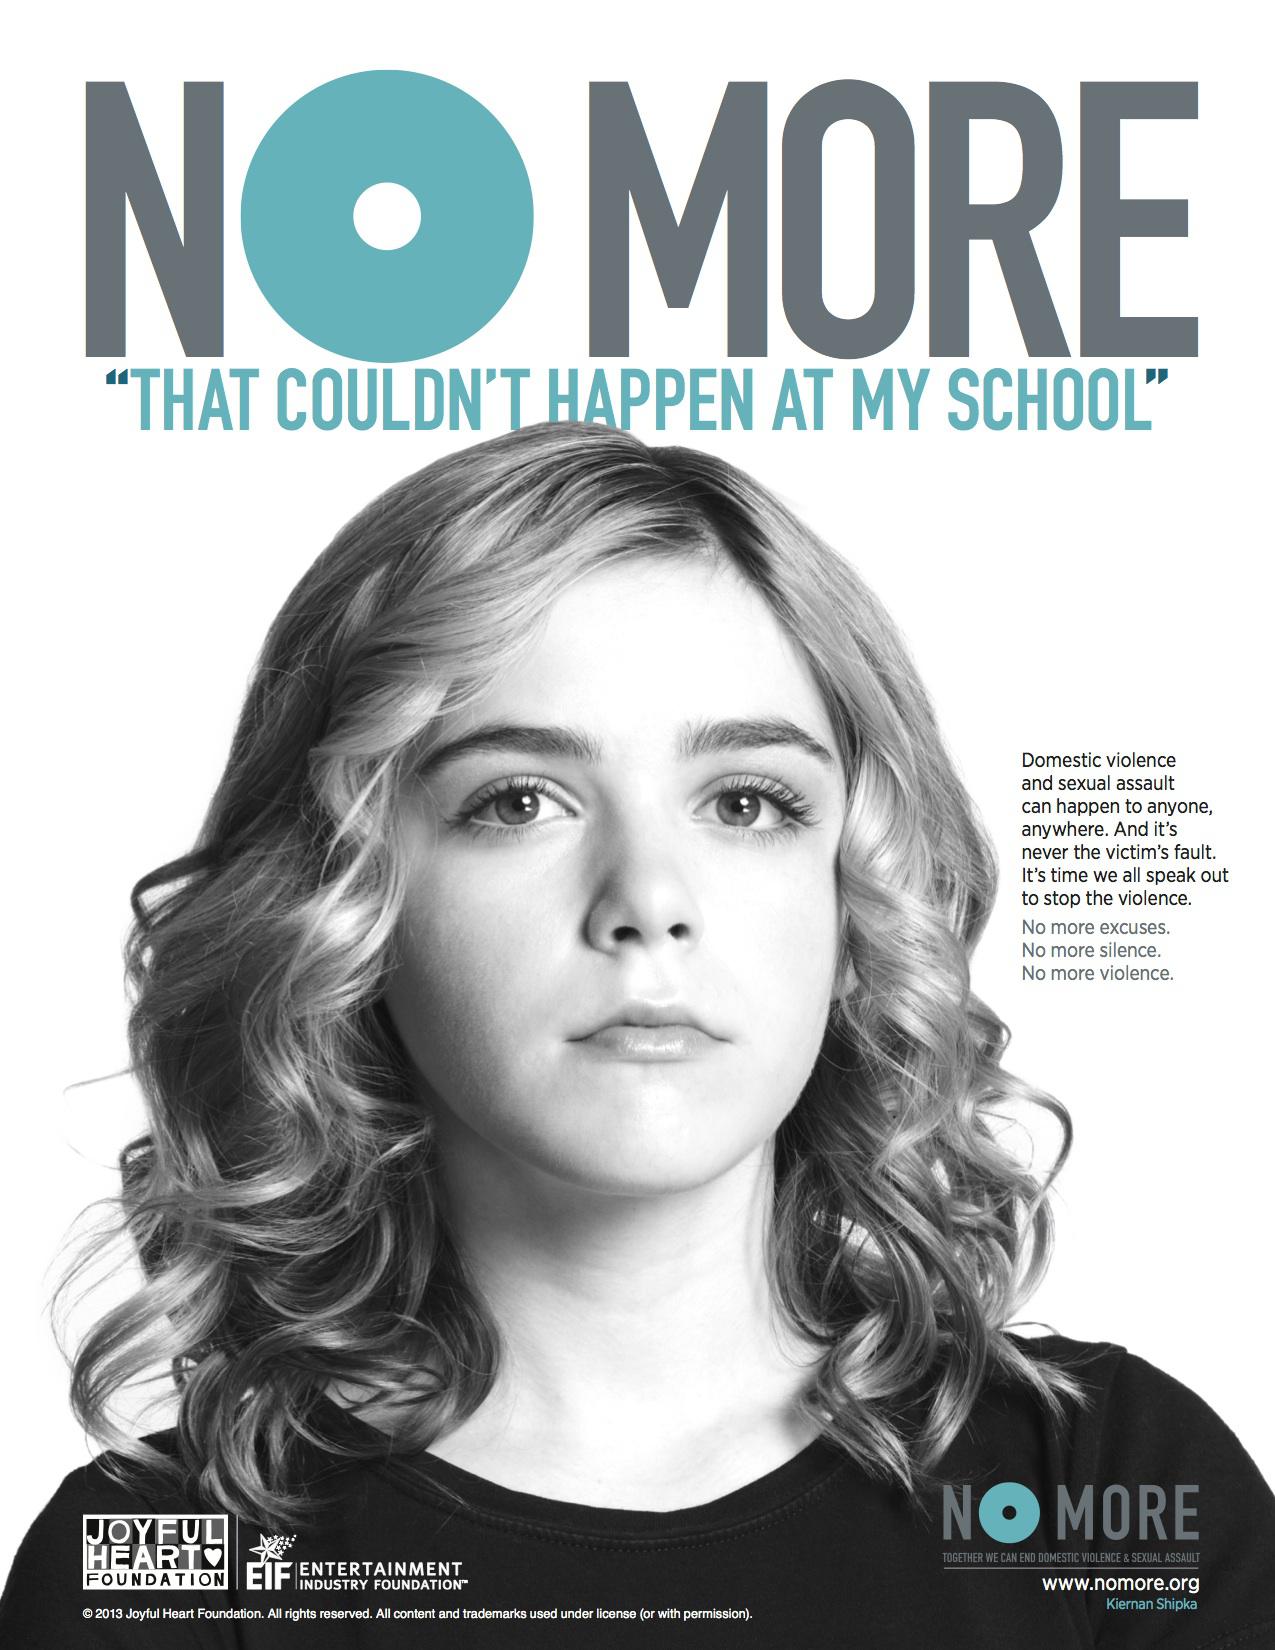 NO MORE
“THAT COULDN’T HAPPEN AT MY SCHOOL”
Domestic violence
and sexual assault
can happen to anyone,
anywhere. And it’s
never the victim’s fault.
It’s time we all speak out
to stop the violence.
No more excuses.
No more silence.
No more violence.
JOYFUL
HEART
FOUNDATION
EIF ENTERTAINMENT
INDUSTRY FOUNDATION™
© 2013 Joyful Heart Foundation. All rights reserved. All content and trademarks used under license (or with permission).
NO MORE
TOGETHER WE CAN END DOMESTIC VIOLENCE & SEXUAL ASSAULT
www.nomore.org
Kiernan Shipka